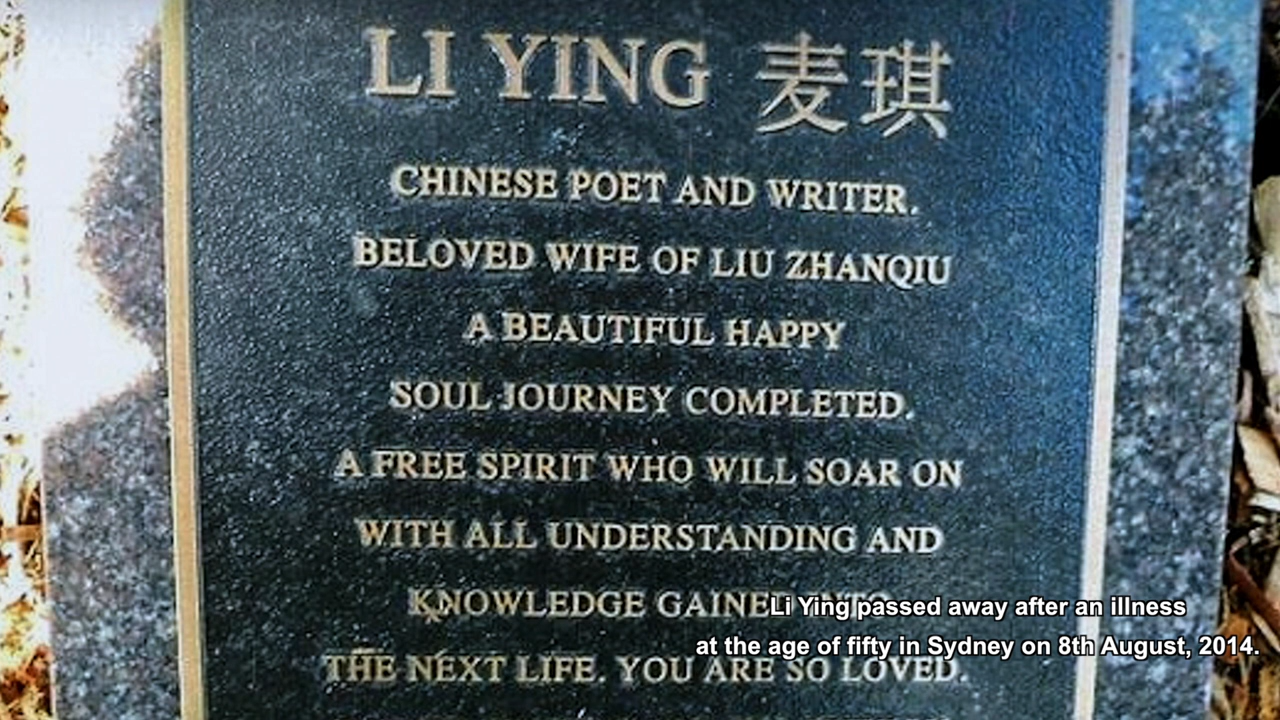 LI YING 麦琪
CHINESE POET AND WRITER.
BELOVED WIFE OF LIU ZHANQIU
A BEAUTIFUL HAPPY
SOUL JOURNEY COMPLETED.
A FREE SPIRIT WHO WILL SOAR ON
WITH ALL UNDERSTANDING AND
KNOWLEDGE GAINED INTO
THE NEXT LIFE. YOU ARE SO LOVED.
Li Ying passed away after an illness
at the age of fifty in Sydney on 8th August, 2014.